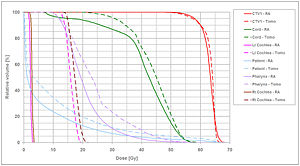 Relative volume [%]
100
90
80
70
60
50
40
30
20
10
0
0
10
20
30
40
50
60
70
Dose [Gy]
CTV1 - RA
CTV1 - Tomo
Cord - RA
Cord - Tomo
Lt Cochlea - RA
Lt Cochlea - Tomo
Patient - RA
Patient - Tomo
Pharynx - RA
Pharynx - Tomo
Rt Cochlea - RA
Rt Cochlea - Tomo